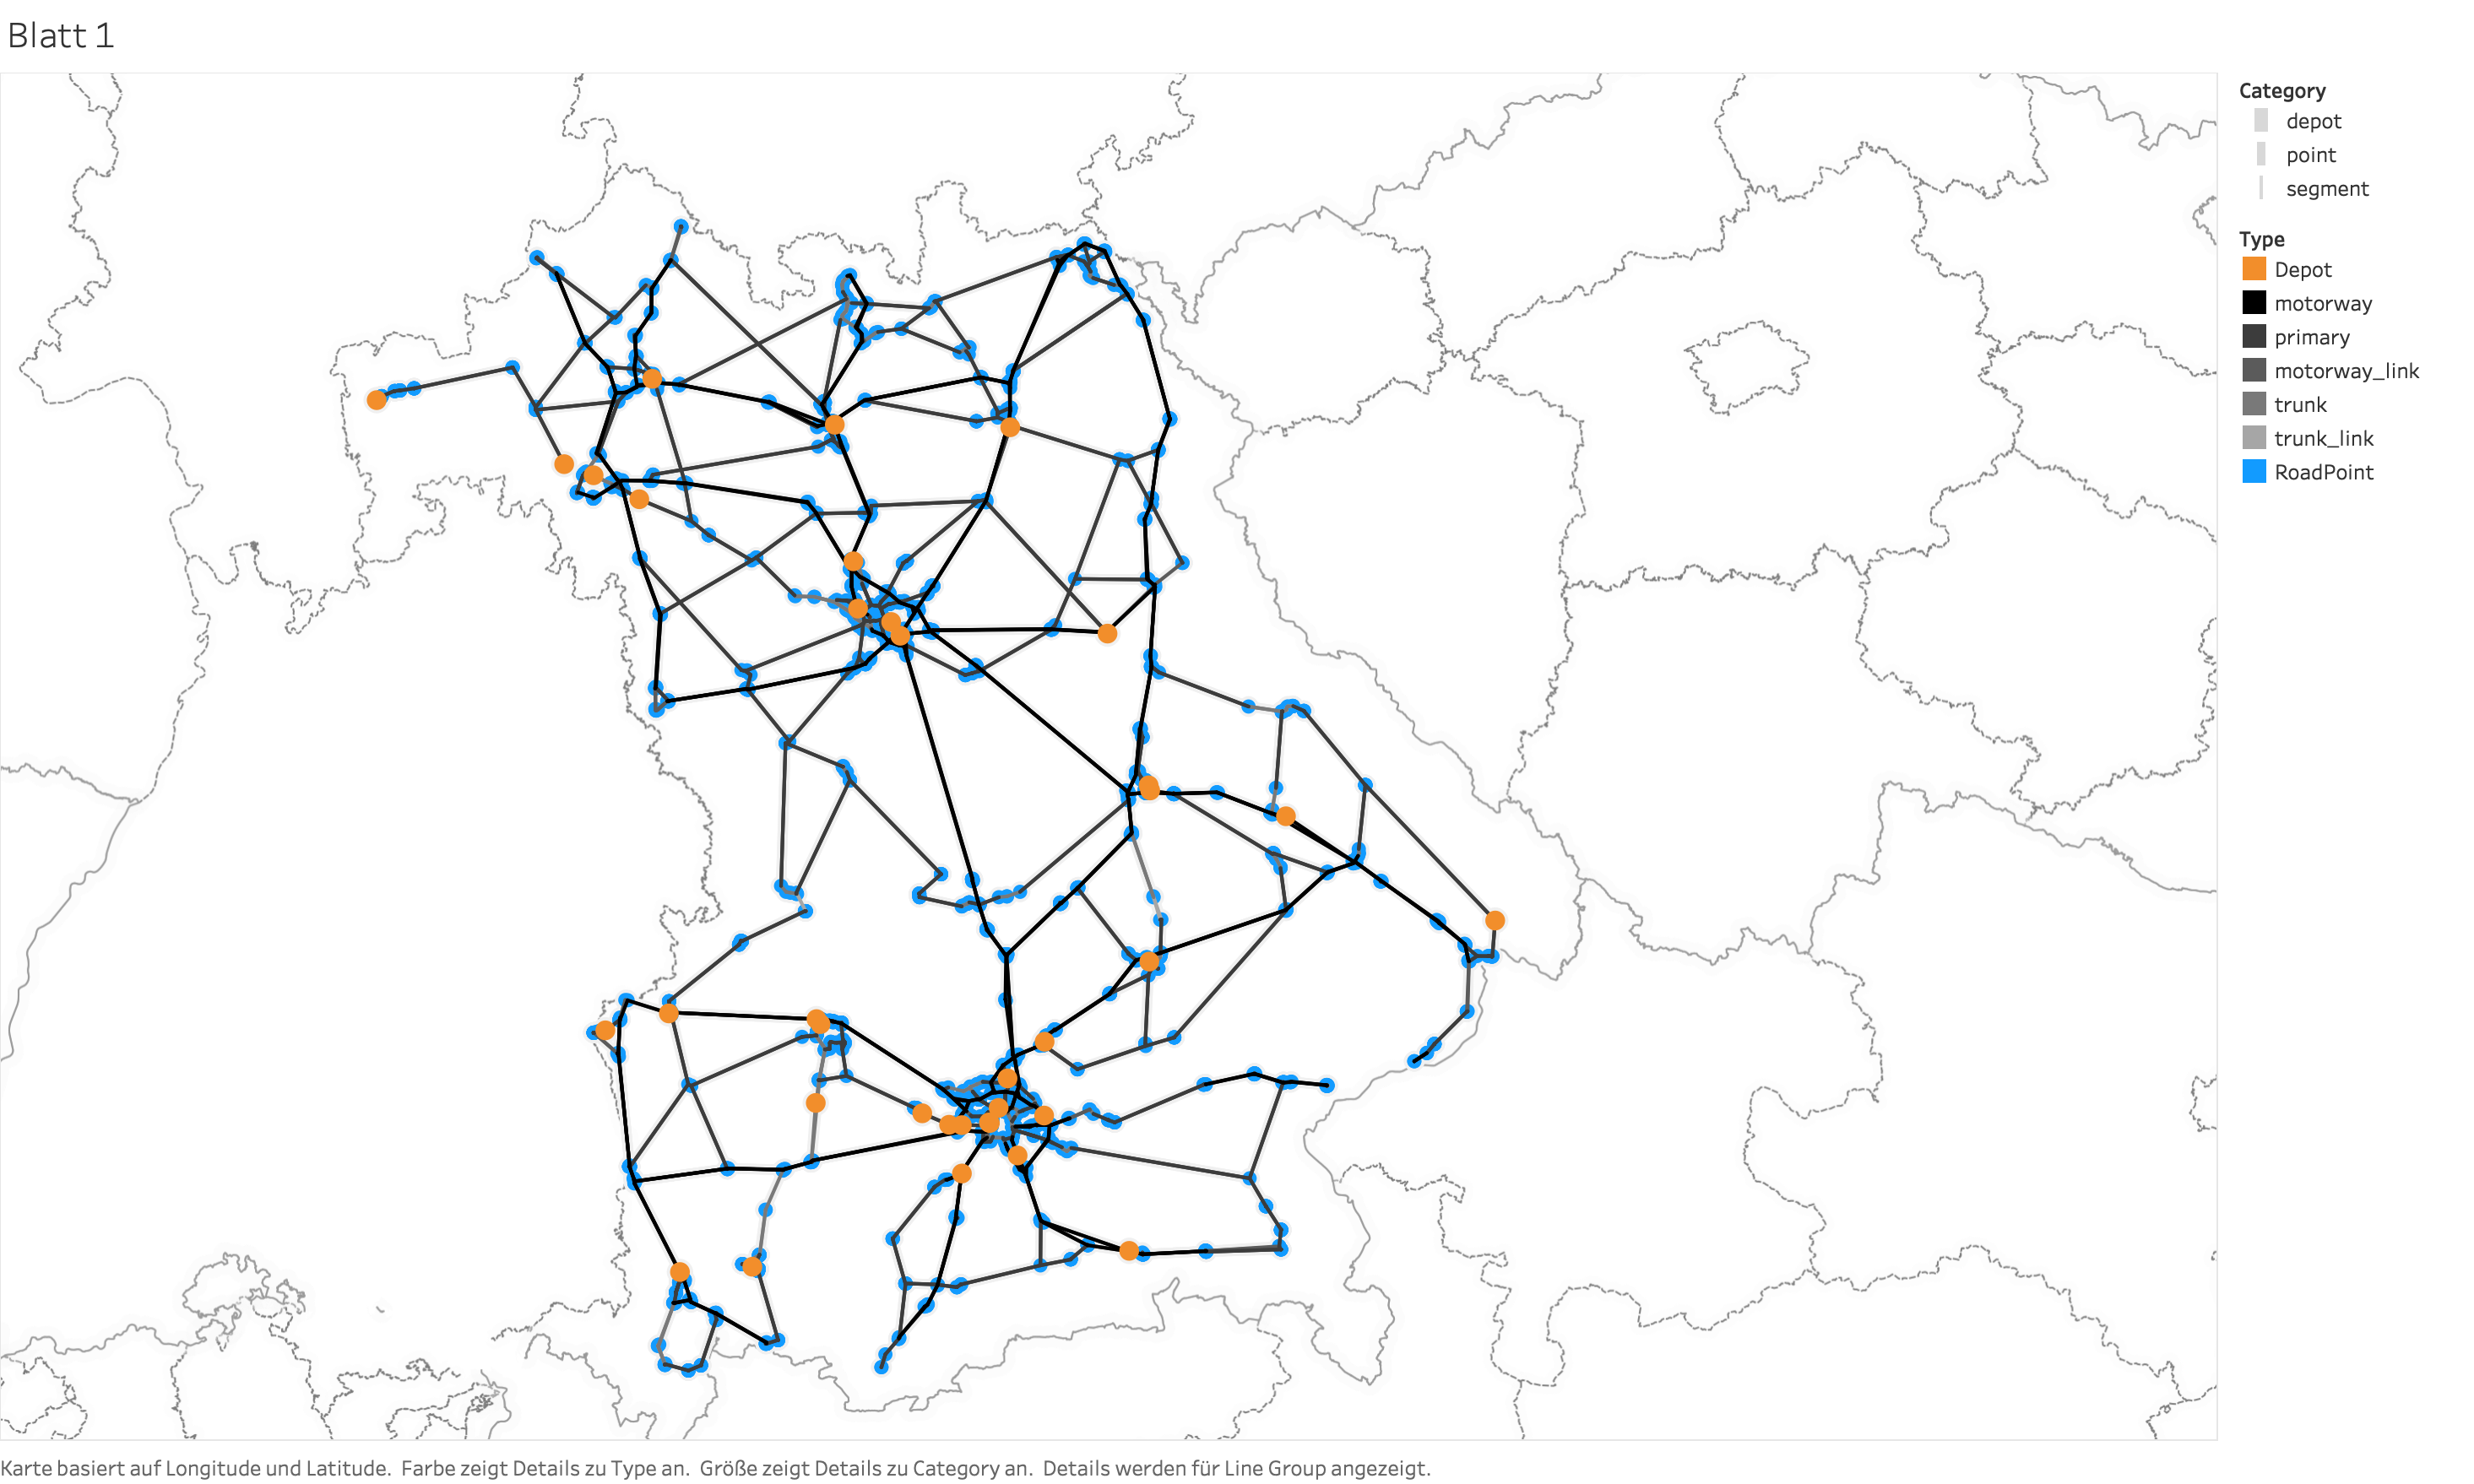 Blatt 1
Category
depot
point
segment
Type
Depot
motorway
primary
motorway_link
trunk
trunk_link
RoadPoint
Karte basiert auf Longitude und Latitude.  Farbe zeigt Details zu Type an.  Größe zeigt Details zu Category an.  Details werden für Line Group angezeigt.